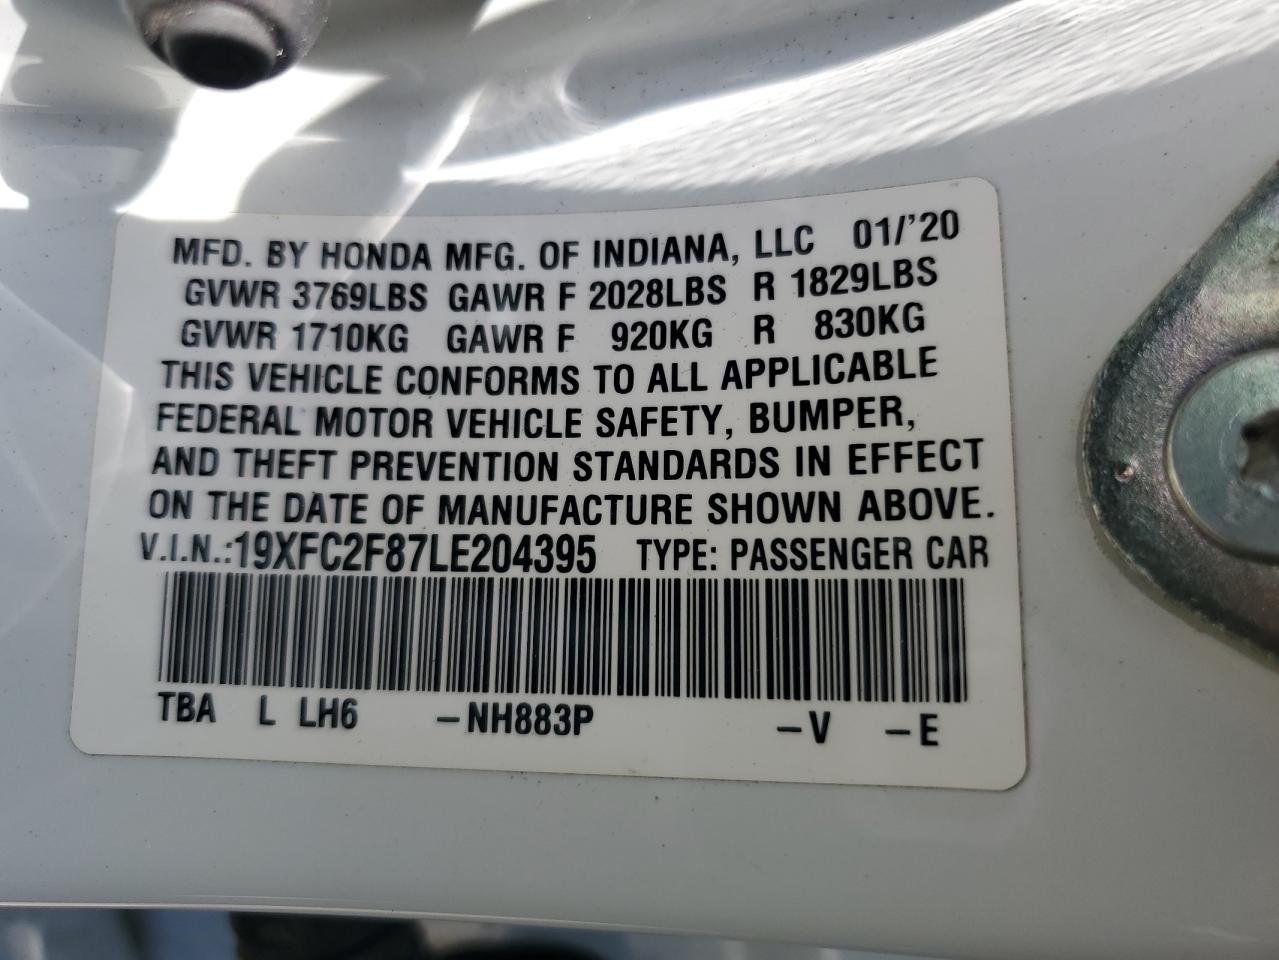 MFD. BY HONDA MFG. OF INDIANA, LLC 01/'20
GVWR 3769LBS GAWR F 2028LBS R 1829LBS
GVWR 1710KG GAWR F 920KG R 830KG
THIS VEHICLE CONFORMS TO ALL APPLICABLE
FEDERAL MOTOR VEHICLE SAFETY, BUMPER,
AND THEFT PREVENTION STANDARDS IN EFFECT
ON THE DATE OF MANUFACTURE SHOWN ABOVE.
V.I.N.:19XFC2F87LE204395 TYPE: PASSENGER CAR
TBA L LH6 –NH883P –V –E